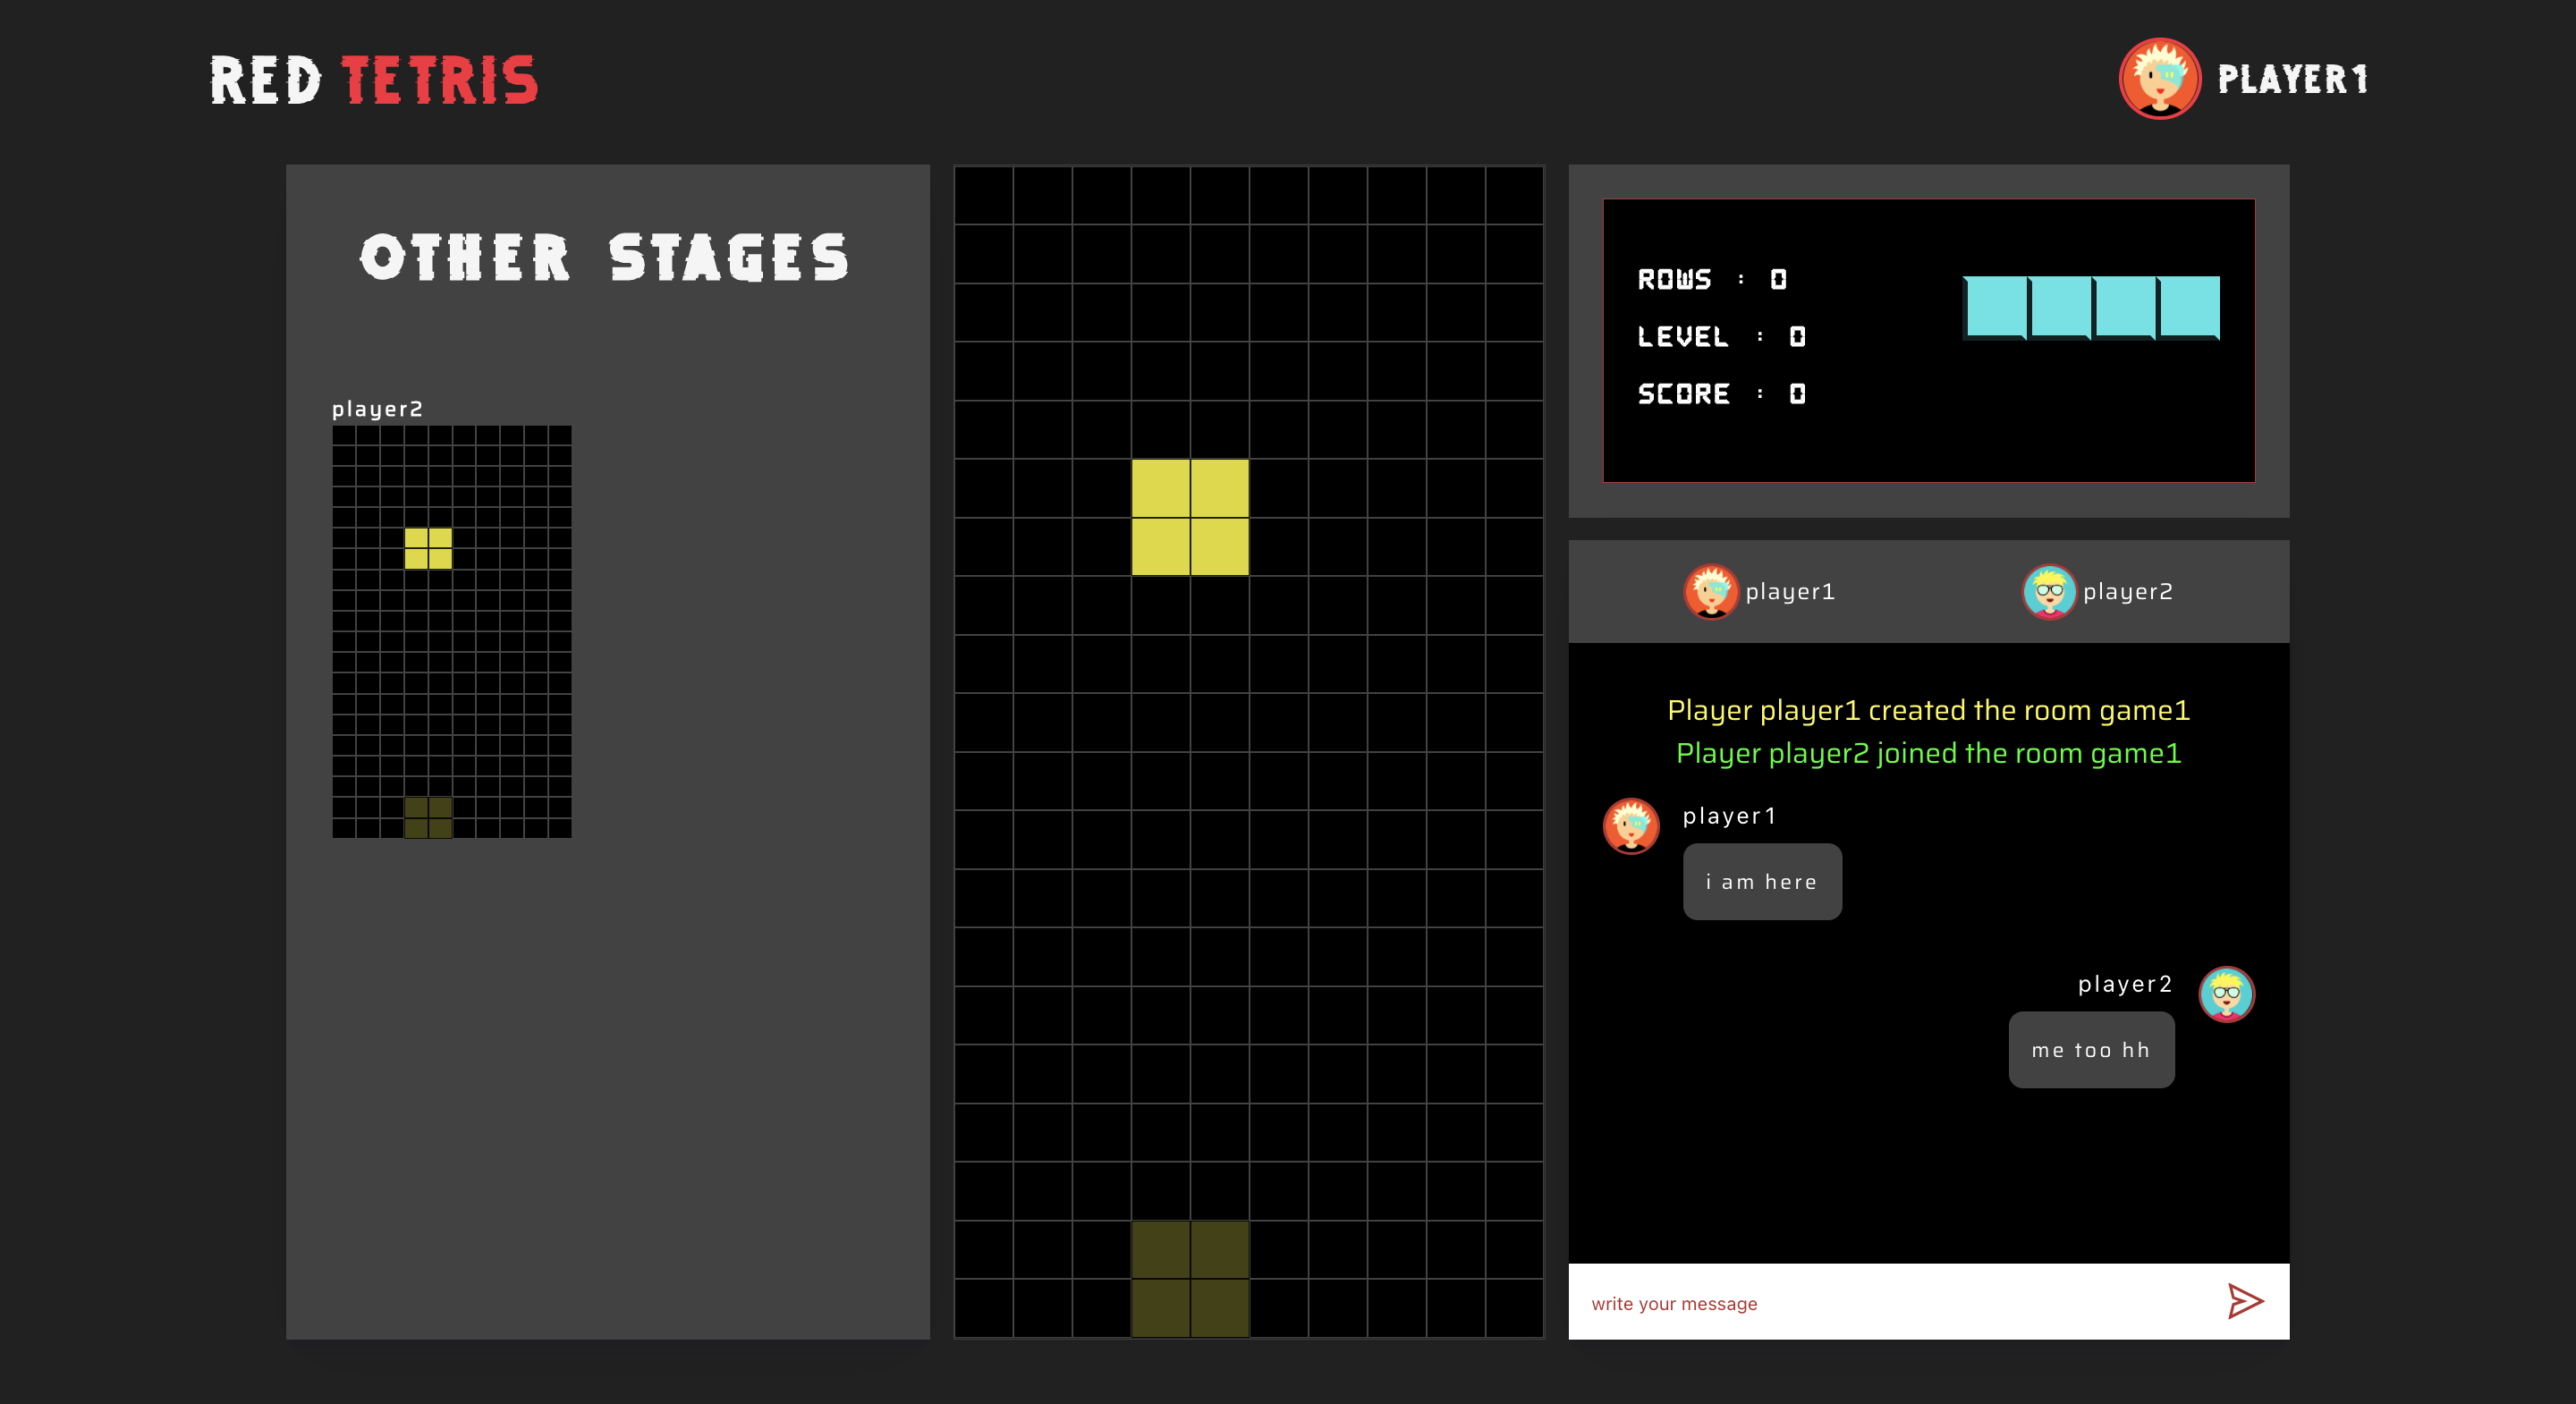 RED TETRIS
PLAYER1
OTHER STAGES
player2
ROWS : 0
LEVEL : 0
SCORE : 0
player1
player2
Player player1 created the room game1
Player player2 joined the room game1
player1
i am here
player2
me too hh
write your message